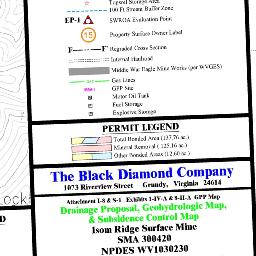 Topsoil Storage Area
100 Ft Stream Buffer Zone
EP-1 SWROA Evaluation Point
15 Property Surface Owner Label
F F' Regraded Cross Section
Internal Haulroad
Middle War Eagle Mine Works (per WVGES)
Gas Lines
GPP Site
Motor Oil Tank
Fuel Storage
Explosive Storage
PERMIT LEGEND
Total Bonded Area (137.76 ac.)
Mineral Removal (125.16 ac.)
Other Bonded Areas (12.60 ac.)
The Black Diamond Company
1073 Riverview Street Grundy, Virginia 24614
Attachment I-8 & S-1 Exhibits I-IV-A & 8-II-A GPP Map
Drainage Proposal, Geohydrologic Map,
& Subsidence Control Map
Isom Ridge Surface Mine
SMA 300420
NPDES WV1030230